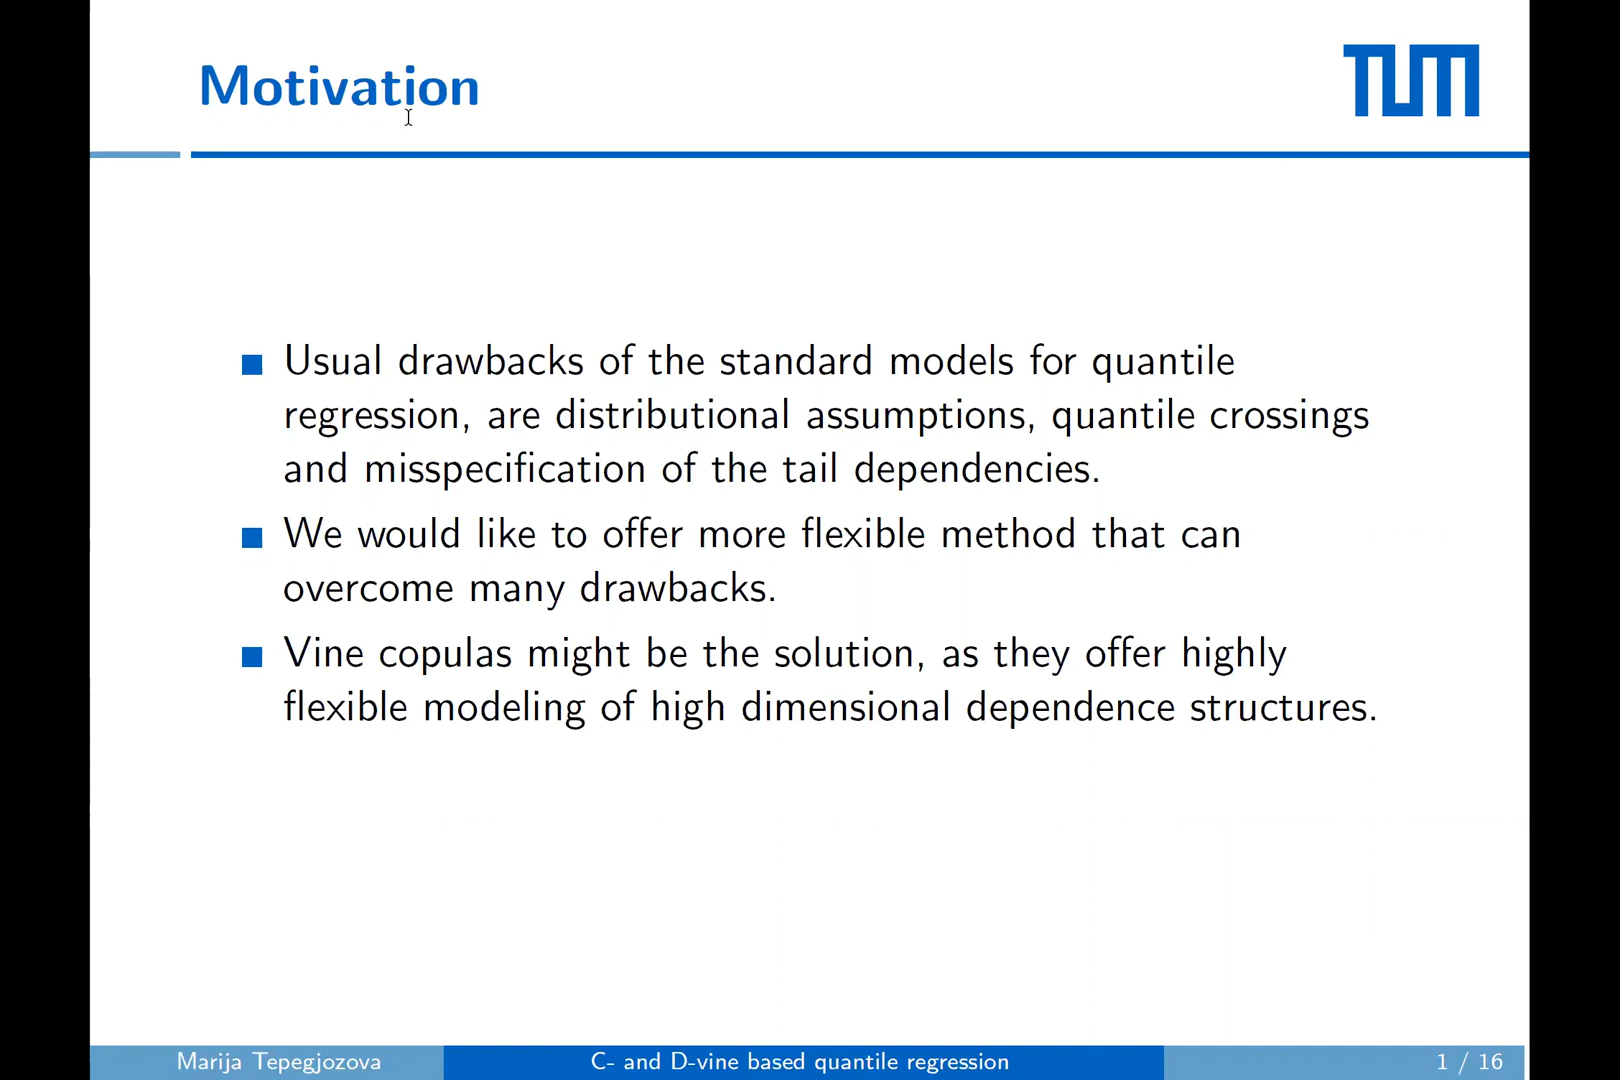 Motivation
TUM
Usual drawbacks of the standard models for quantile
regression, are distributional assumptions, quantile crossings
and misspecification of the tail dependencies.
We would like to offer more flexible method that can
overcome many drawbacks.
Vine copulas might be the solution, as they offer highly
flexible modeling of high dimensional dependence structures.
Marija Tepegjozova
C- and D-vine based quantile regression
1 / 16